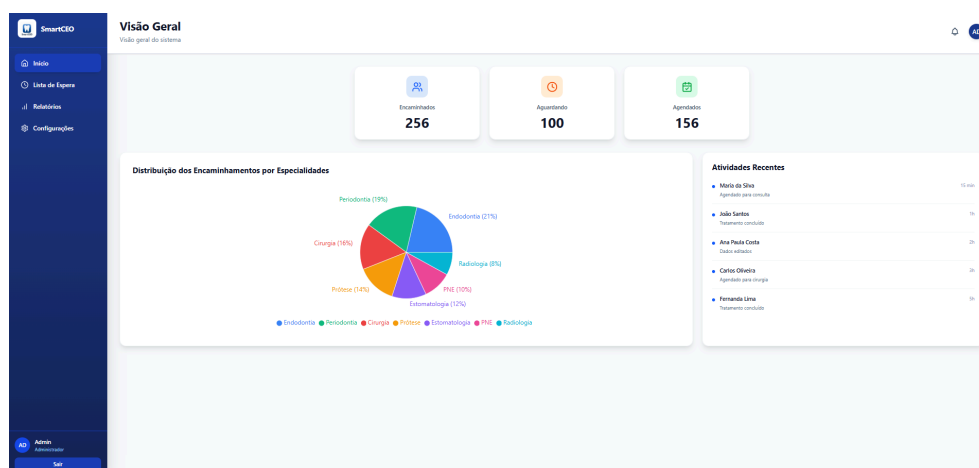 SmartCEO
Início
Lista de Espera
Relatórios
Configurações
AD
Admin
Administrador
Sair
Visão Geral
Visão geral do sistema
AD
Encaminhados
256
Aguardando
100
Agendados
156
Distribuição dos Encaminhamentos por Especialidades
Periodontia (19%)
Endodontia (21%)
Cirurgia (16%)
Radiologia (8%)
Prótese (14%)
PNE (10%)
Estomatologia (12%)
Endodontia Periodontia Cirurgia Prótese Estomatologia PNE Radiologia
Atividades Recentes
Maria da Silva 15 min
Agendado para consulta
João Santos 1h
Tratamento concluído
Ana Paula Costa 2h
Dados editados
Carlos Oliveira 3h
Agendado para cirurgia
Fernanda Lima 5h
Tratamento concluído